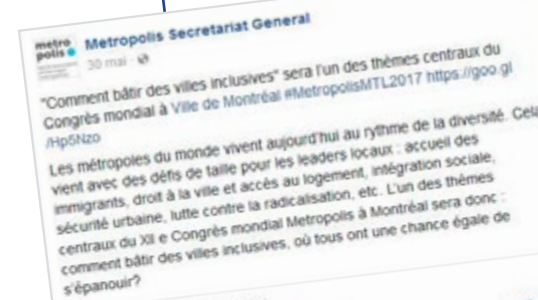 metropolis
Metropolis Secretariat General
30 mai
"Comment bâtir des villes inclusives" sera l'un des thèmes centraux du
Congrès mondial à Ville de Montréal #MetropolisMTL2017 https://goo.gl
/Hp5Nzo
Les métropoles du monde vivent aujourd'hui au rythme de la diversité. Cela
vient avec des défis de taille pour les leaders locaux : accueil des
immigrants, droit à la ville et accès au logement, intégration sociale,
sécurité urbaine, lutte contre la radicalisation, etc. L'un des thèmes
centraux du XII e Congrès mondial Metropolis à Montréal sera donc :
comment bâtir des villes inclusives, où tous ont une chance égale de
s'épanouir?